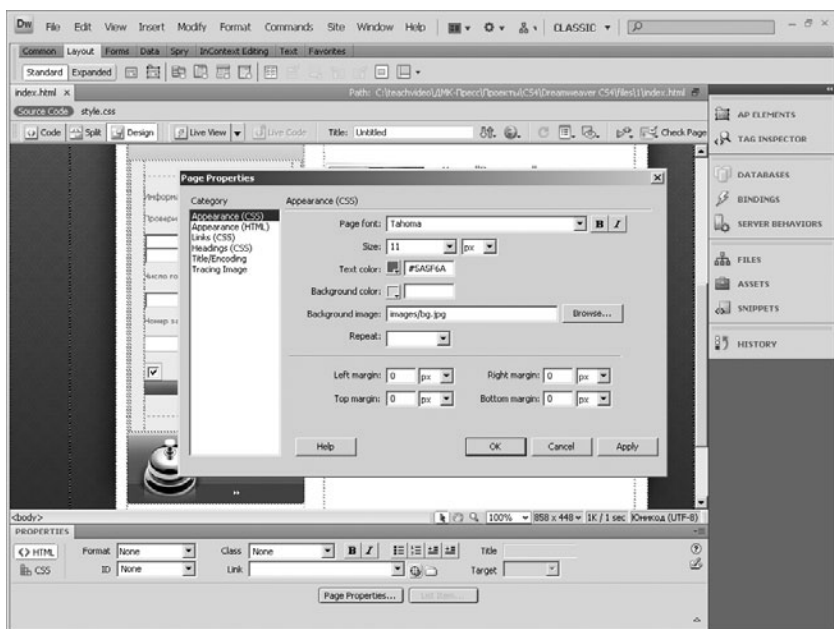 Dw File Edit View Insert Modify Format Commands Site Window Help CLASSIC
Common Layout Forms Data Spry InContext Editing Text Favorites
Standard Expanded
index.html × Path: C:\teachvideo\ДМК-Пресс\Проекты\CS4\Dreamweaver CS4\files\1\index.html
Source Code style.css
Code Split Design Live View Live Code Title: Untitled Check Page
AP ELEMENTS
TAG INSPECTOR
DATABASES
BINDINGS
SERVER BEHAVIORS
FILES
ASSETS
SNIPPETS
HISTORY
Page Properties
Category
Appearance (CSS)
Appearance (HTML)
Links (CSS)
Headings (CSS)
Title/Encoding
Tracing Image
Appearance (CSS)
Page font: Tahoma B I
Size: 11 px
Text color: #5A5F6A
Background color:
Background image: images/bg.jpg Browse...
Repeat:
Left margin: 0 px Right margin: 0 px
Top margin: 0 px Bottom margin: 0 px
Help OK Cancel Apply
<body> 100% 858 x 448 1K / 1 sec Юникод (UTF-8)
PROPERTIES
<> HTML Format None Class None B I Title
CSS ID None Link Target
Page Properties... List Item...